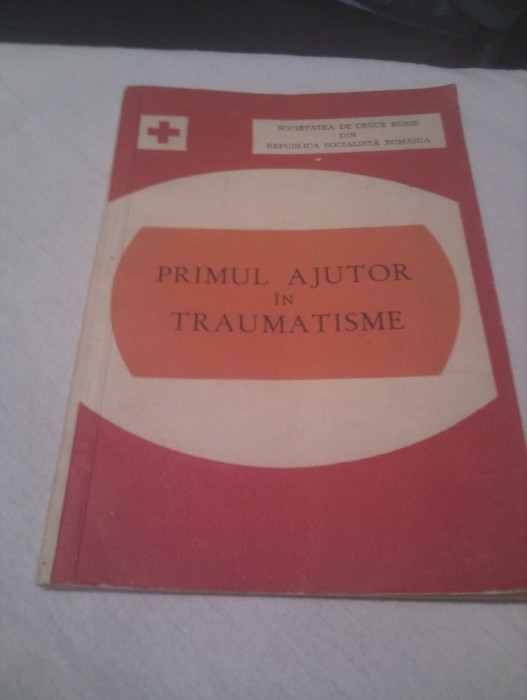 SOCIETATEA DE CRUCE ROȘIE
DIN
REPUBLICA SOCIALISTĂ ROMÂNIA
PRIMUL AJUTOR
ÎN
TRAUMATISME